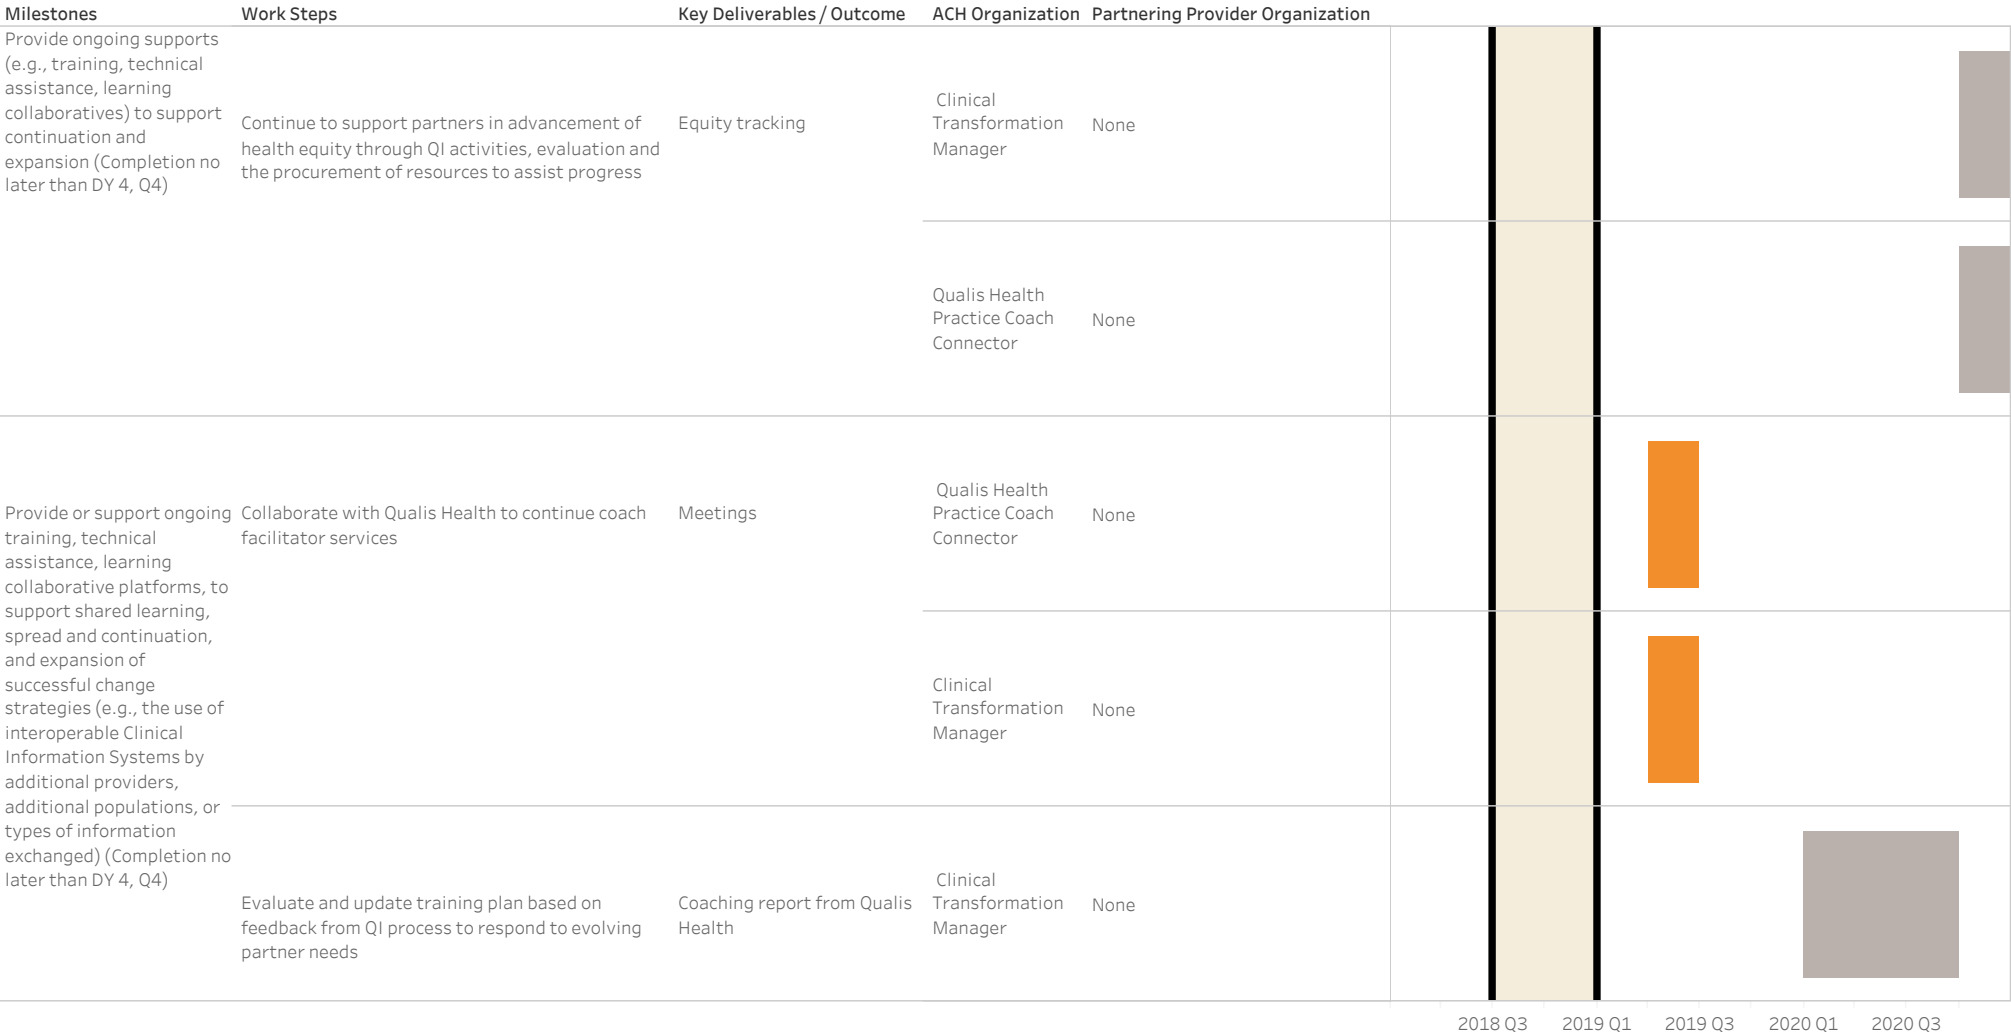 Milestones Work Steps Key Deliverables / Outcome ACH Organization Partnering Provider Organization
Provide ongoing supports
(e.g., training, technical
assistance, learning
collaboratives) to support
continuation and
expansion (Completion no
later than DY 4, Q4)
Continue to support partners in advancement of
health equity through QI activities, evaluation and
the procurement of resources to assist progress
Equity tracking
Clinical
Transformation
Manager
None
Qualis Health
Practice Coach
Connector
None
Provide or support ongoing
training, technical
assistance, learning
collaborative platforms, to
support shared learning,
spread and continuation,
and expansion of
successful change
strategies (e.g., the use of
interoperable Clinical
Information Systems by
additional providers,
additional populations, or
types of information
exchanged) (Completion no
later than DY 4, Q4)
Collaborate with Qualis Health to continue coach
facilitator services
Meetings
Qualis Health
Practice Coach
Connector
None
Clinical
Transformation
Manager
None
Evaluate and update training plan based on
feedback from QI process to respond to evolving
partner needs
Coaching report from Qualis
Health
Clinical
Transformation
Manager
None
2018 Q3 2019 Q1 2019 Q3 2020 Q1 2020 Q3